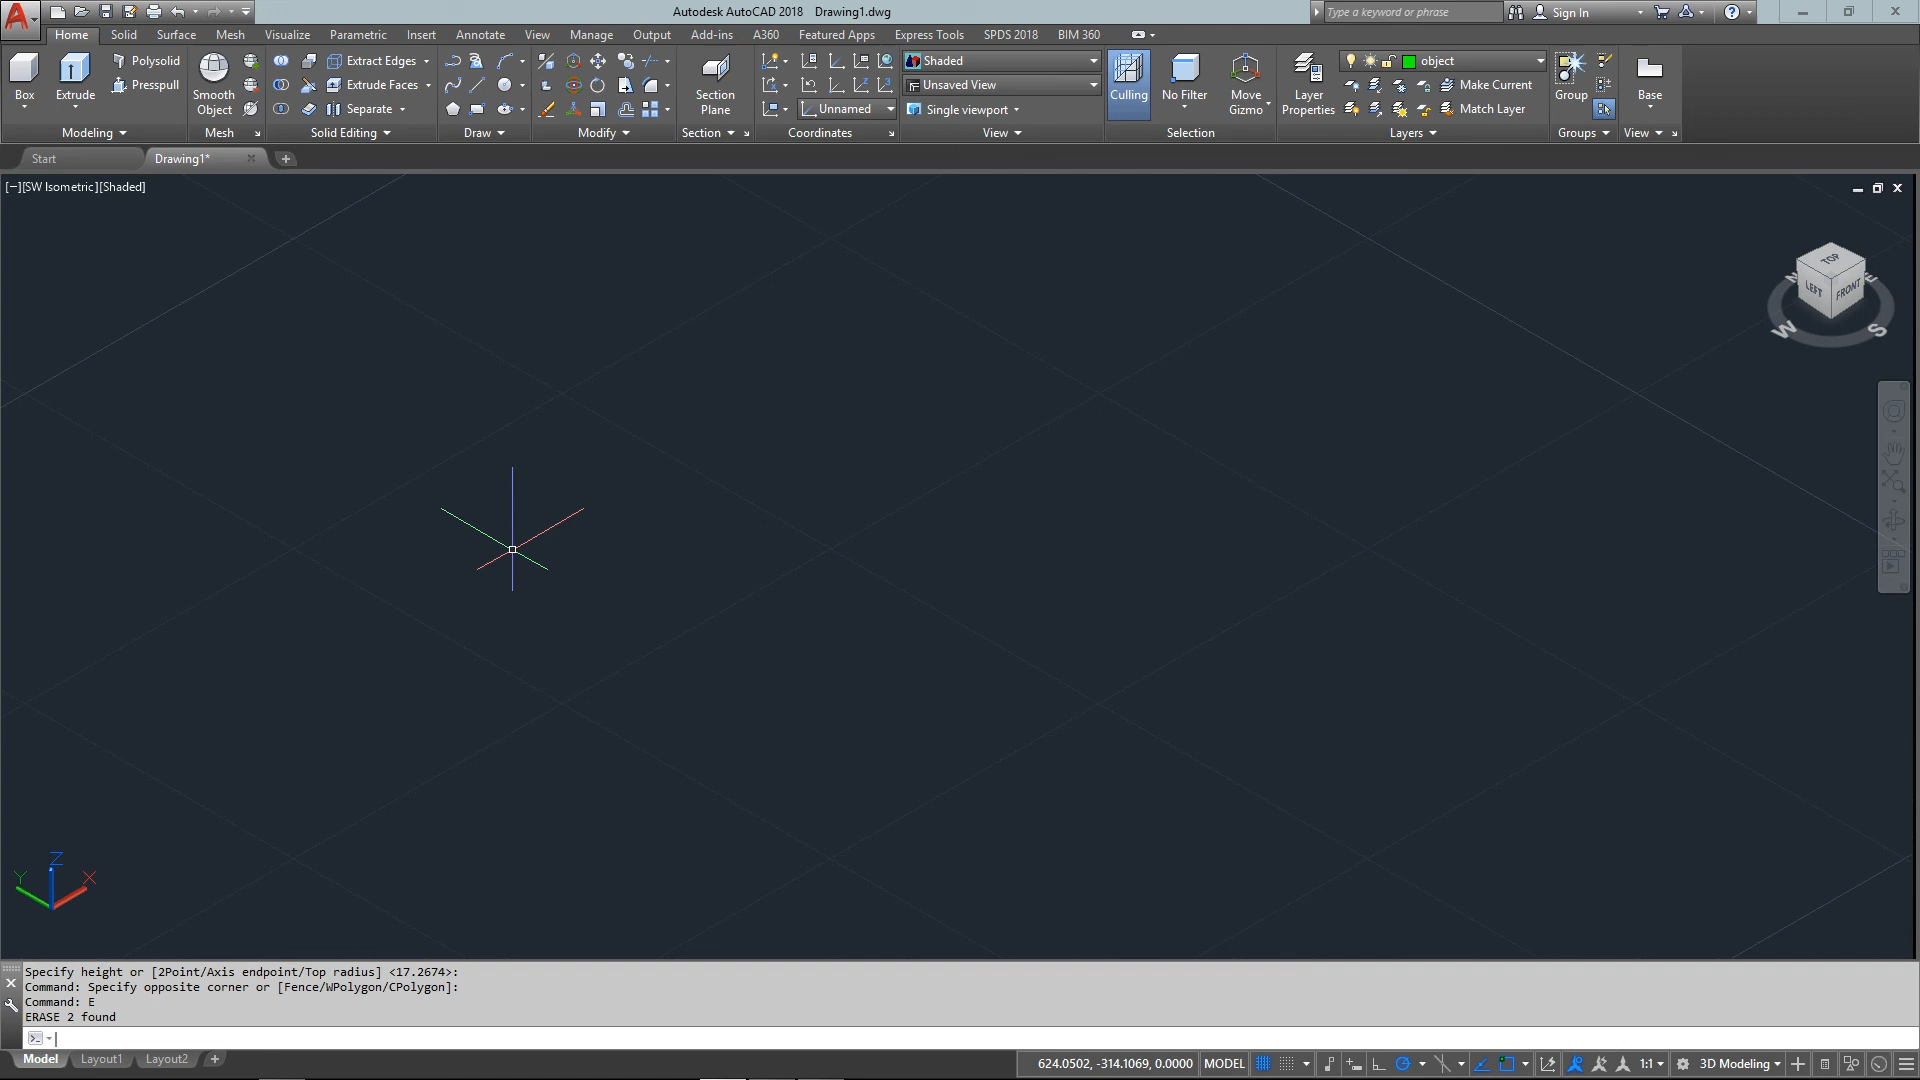 Autodesk AutoCAD 2018 Drawing1.dwg
Type a keyword or phrase
Sign In
Home Solid Surface Mesh Visualize Parametric Insert Annotate View Manage Output Add-ins A360 Featured Apps Express Tools SPDS 2018 BIM 360
Polysolid
Presspull
Box
Extrude
Smooth
Object
Extract Edges
Extrude Faces
Separate
Section
Plane
Unnamed
Shaded
Unsaved View
Single viewport
Culling
No Filter
Move
Gizmo
Layer
Properties
object
Make Current
Match Layer
Group
Base
Modeling Mesh Solid Editing Draw Modify Section Coordinates View Selection Layers Groups View
Start Drawing1*
[−][SW Isometric][Shaded]
TOP
LEFT FRONT
N E
W S
Z
Y X
Specify height or [2Point/Axis endpoint/Top radius] <17.2674>:
Command: Specify opposite corner or [Fence/WPolygon/CPolygon]:
Command: E
ERASE 2 found
Model Layout1 Layout2
624.0502, -314.1069, 0.0000 MODEL 1:1 3D Modeling